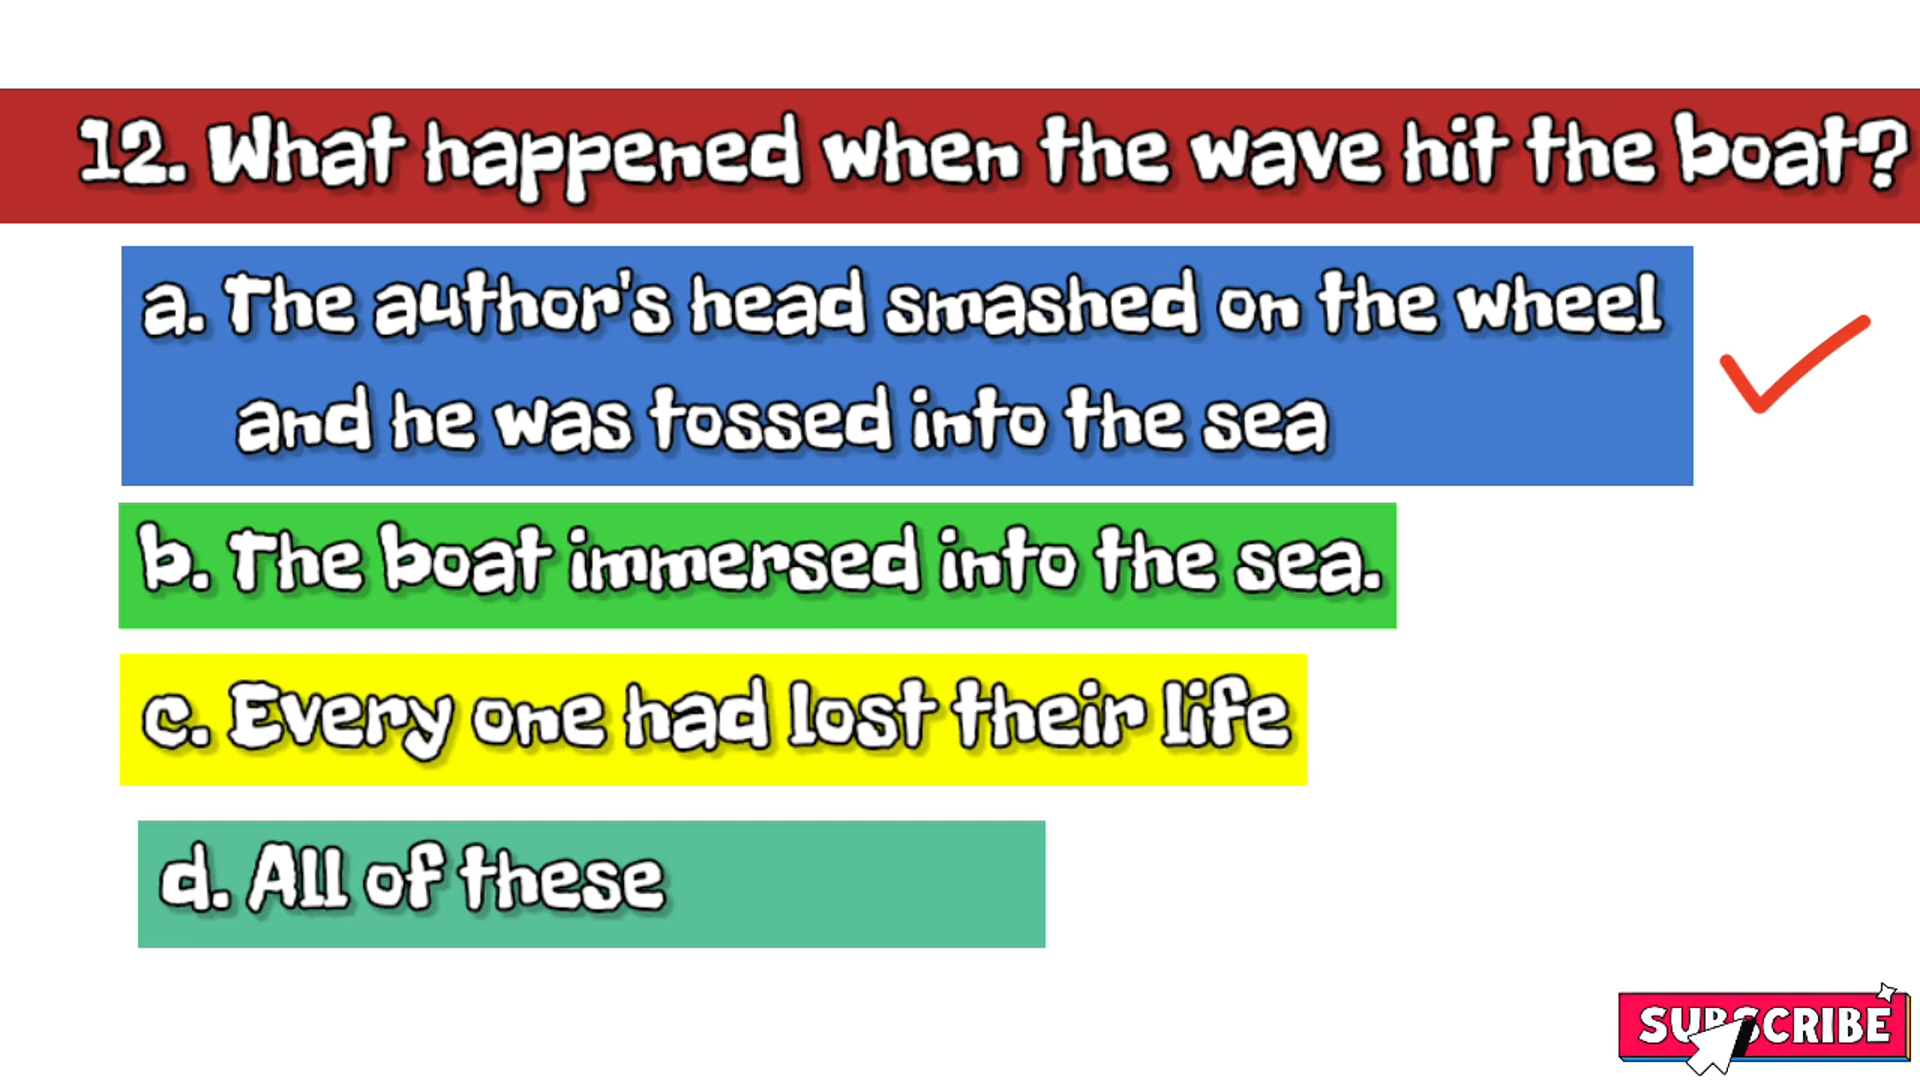 12. What happened when the wave hit the boat?
a. The author's head smashed on the wheel
and he was tossed into the sea
b. The boat immersed into the sea.
c. Every one had lost their life
d. All of these
SUBSCRIBE